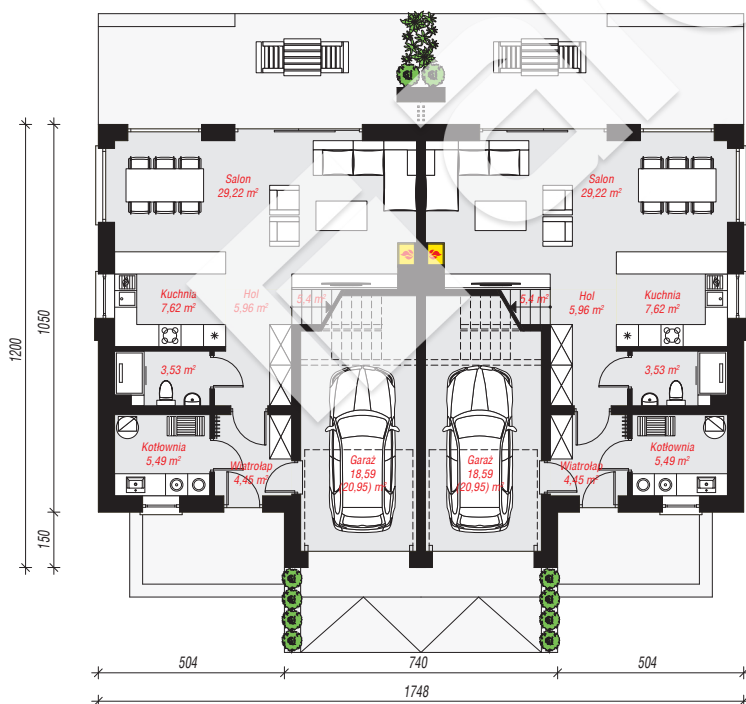 Salon
29,22 m²
Salon
29,22 m²
Kuchnia
7,62 m²
Hol
5,96 m²
5,4 m²
5,4 m²
Hol
5,96 m²
Kuchnia
7,62 m²
3,53 m²
3,53 m²
Kotłownia
5,49 m²
Wiatrołap
4,45 m²
Garaż
18,59
(20,95) m²
Garaż
18,59
(20,95) m²
Wiatrołap
4,45 m²
Kotłownia
5,49 m²
1200
1050
150
504
740
504
1748